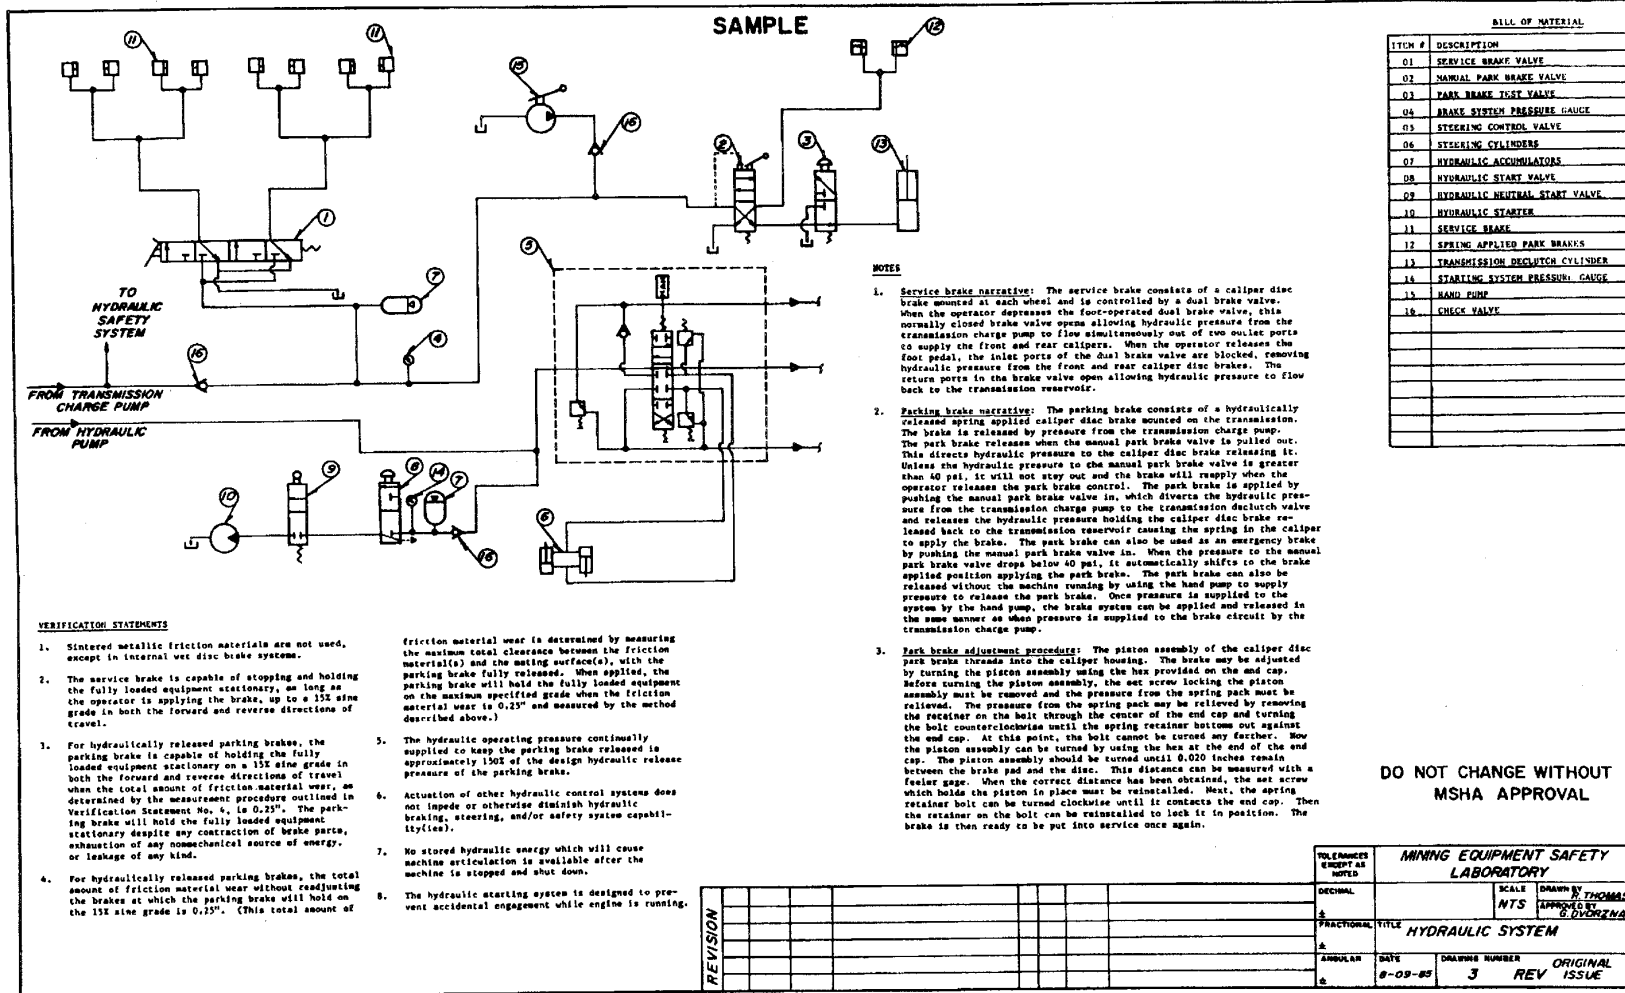 SAMPLE
BILL OF MATERIAL
ITEM # DESCRIPTION
01 SERVICE BRAKE VALVE
02 MANUAL PARK BRAKE VALVE
03 PARK BRAKE TEST VALVE
04 BRAKE SYSTEM PRESSURE GAUGE
05 STEERING CONTROL VALVE
06 STEERING CYLINDERS
07 HYDRAULIC ACCUMULATORS
08 HYDRAULIC START VALVE
09 HYDRAULIC NEUTRAL START VALVE
10 HYDRAULIC STARTER
11 SERVICE BRAKE
12 SPRING APPLIED PARK BRAKES
13 TRANSMISSION DECLUTCH CYLINDER
14 STARTING SYSTEM PRESSURE GAUGE
15 HAND PUMP
16 CHECK VALVE
11
11
15
16
12
2
3
13
1
5
7
4
16
TO
HYDRAULIC
SAFETY
SYSTEM
FROM TRANSMISSION
CHARGE PUMP
FROM HYDRAULIC
PUMP
10
9
8
14
7
16
6
NOTES
1. Service brake narrative: The service brake consists of a caliper disc
brake mounted at each wheel and is controlled by a dual brake valve.
When the operator depresses the foot-operated dual brake valve, this
normally closed brake valve opens allowing hydraulic pressure from the
transmission charge pump to flow simultaneously out of two outlet ports
to supply the front and rear calipers. When the operator releases the
foot pedal, the inlet ports of the dual brake valve are blocked, removing
hydraulic pressure from the front and rear caliper disc brakes. The
return ports in the brake valve open allowing hydraulic pressure to flow
back to the transmission reservoir.
2. Parking brake narrative: The parking brake consists of a hydraulically
released spring applied caliper disc brake mounted on the transmission.
The brake is released by pressure from the transmission charge pump.
The park brake releases when the manual park brake valve is pulled out.
This directs hydraulic pressure to the caliper disc brake releasing it.
Unless the hydraulic pressure to the manual park brake valve is greater
than 40 psi, it will not stay out and the brake will reapply when the
operator releases the park brake control. The park brake is applied by
pushing the manual park brake valve in, which diverts the hydraulic pres-
sure from the transmission charge pump to the transmission declutch valve
and releases the hydraulic pressure holding the caliper disc brake re-
leased back to the transmission reservoir causing the spring in the caliper
to apply the brake. The park brake can also be used as an emergency brake
by pushing the manual park brake valve in. When the pressure to the manual
park brake valve drops below 40 psi, it automatically shifts to the brake
applied position applying the park brake. The park brake can also be
released without the machine running by using the hand pump to supply
pressure to release the park brake. Once pressure is supplied to the
system by the hand pump, the brake system can be applied and released in
the same manner as when pressure is supplied to the brake circuit by the
transmission charge pump.
3. Park brake adjustment procedure: The piston assembly of the caliper disc
park brake threads into the caliper housing. The brake may be adjusted
by turning the piston assembly using the hex provided on the end cap.
Before turning the piston assembly, the set screw locking the piston
assembly must be removed and the pressure from the spring pack must be
relieved. The pressure from the spring pack may be relieved by removing
the retainer on the bolt through the center of the end cap and turning
the bolt counterclockwise until the spring retainer bottoms out against
the end cap. At this point, the bolt cannot be turned any farther. Now
the piston assembly can be turned by using the hex at the end of the end
cap. The piston assembly should be turned until 0.020 inches remain
between the brake pad and the disc. This distance can be measured with a
feeler gage. When the correct distance has been obtained, the set screw
which holds the piston in place must be reinstalled. Next, the spring
retainer bolt can be turned clockwise until it contacts the end cap. Then
the retainer on the bolt can be reinstalled to lock it in position. The
brake is then ready to be put into service once again.
VERIFICATION STATEMENTS
1. Sintered metallic friction materials are not used,
except in internal wet disc brake systems.
2. The service brake is capable of stopping and holding
the fully loaded equipment stationary, as long as
the operator is applying the brake, up to a 15% sine
grade in both the forward and reverse directions of
travel.
3. For hydraulically released parking brakes, the
parking brake is capable of holding the fully
loaded equipment stationary on a 15% sine grade in
both the forward and reverse directions of travel
when the total amount of friction material wear, as
determined by the measurement procedure outlined in
Verification Statement No. 4, is 0.25". The park-
ing brake will hold the fully loaded equipment
stationary despite any contraction of brake parts,
exhaustion of any nonmechanical source of energy,
or leakage of any kind.
4. For hydraulically released parking brakes, the total
amount of friction material wear without readjusting
the brakes at which the parking brake will hold on
the 15% sine grade is 0.25". (This total amount of
friction material wear is determined by measuring
the maximum total clearance between the friction
material(s) and the mating surface(s), with the
parking brake fully released. When applied, the
parking brake will hold the fully loaded equipment
on the maximum specified grade when the friction
material wear is 0.25" and measured by the method
described above.)
5. The hydraulic operating pressure continually
supplied to keep the parking brake released is
approximately 150% of the design hydraulic release
pressure of the parking brake.
6. Actuation of other hydraulic control systems does
not impede or otherwise diminish hydraulic
braking, steering, and/or safety system capabil-
ity(ies).
7. No stored hydraulic energy which will cause
machine articulation is available after the
machine is stopped and shut down.
8. The hydraulic starting system is designed to pre-
vent accidental engagement while engine is running.
DO NOT CHANGE WITHOUT
MSHA APPROVAL
REVISION
TOLERANCES
EXCEPT AS
NOTED
DECIMAL
±
FRACTIONAL
±
ANGULAR
±
MINING EQUIPMENT SAFETY
LABORATORY
SCALE
NTS
DRAWN BY
R. THOMAS
APPROVED BY
G. DVORZNA
TITLE HYDRAULIC SYSTEM
DATE
8-09-85
DRAWING NUMBER
3 REV ORIGINAL
ISSUE